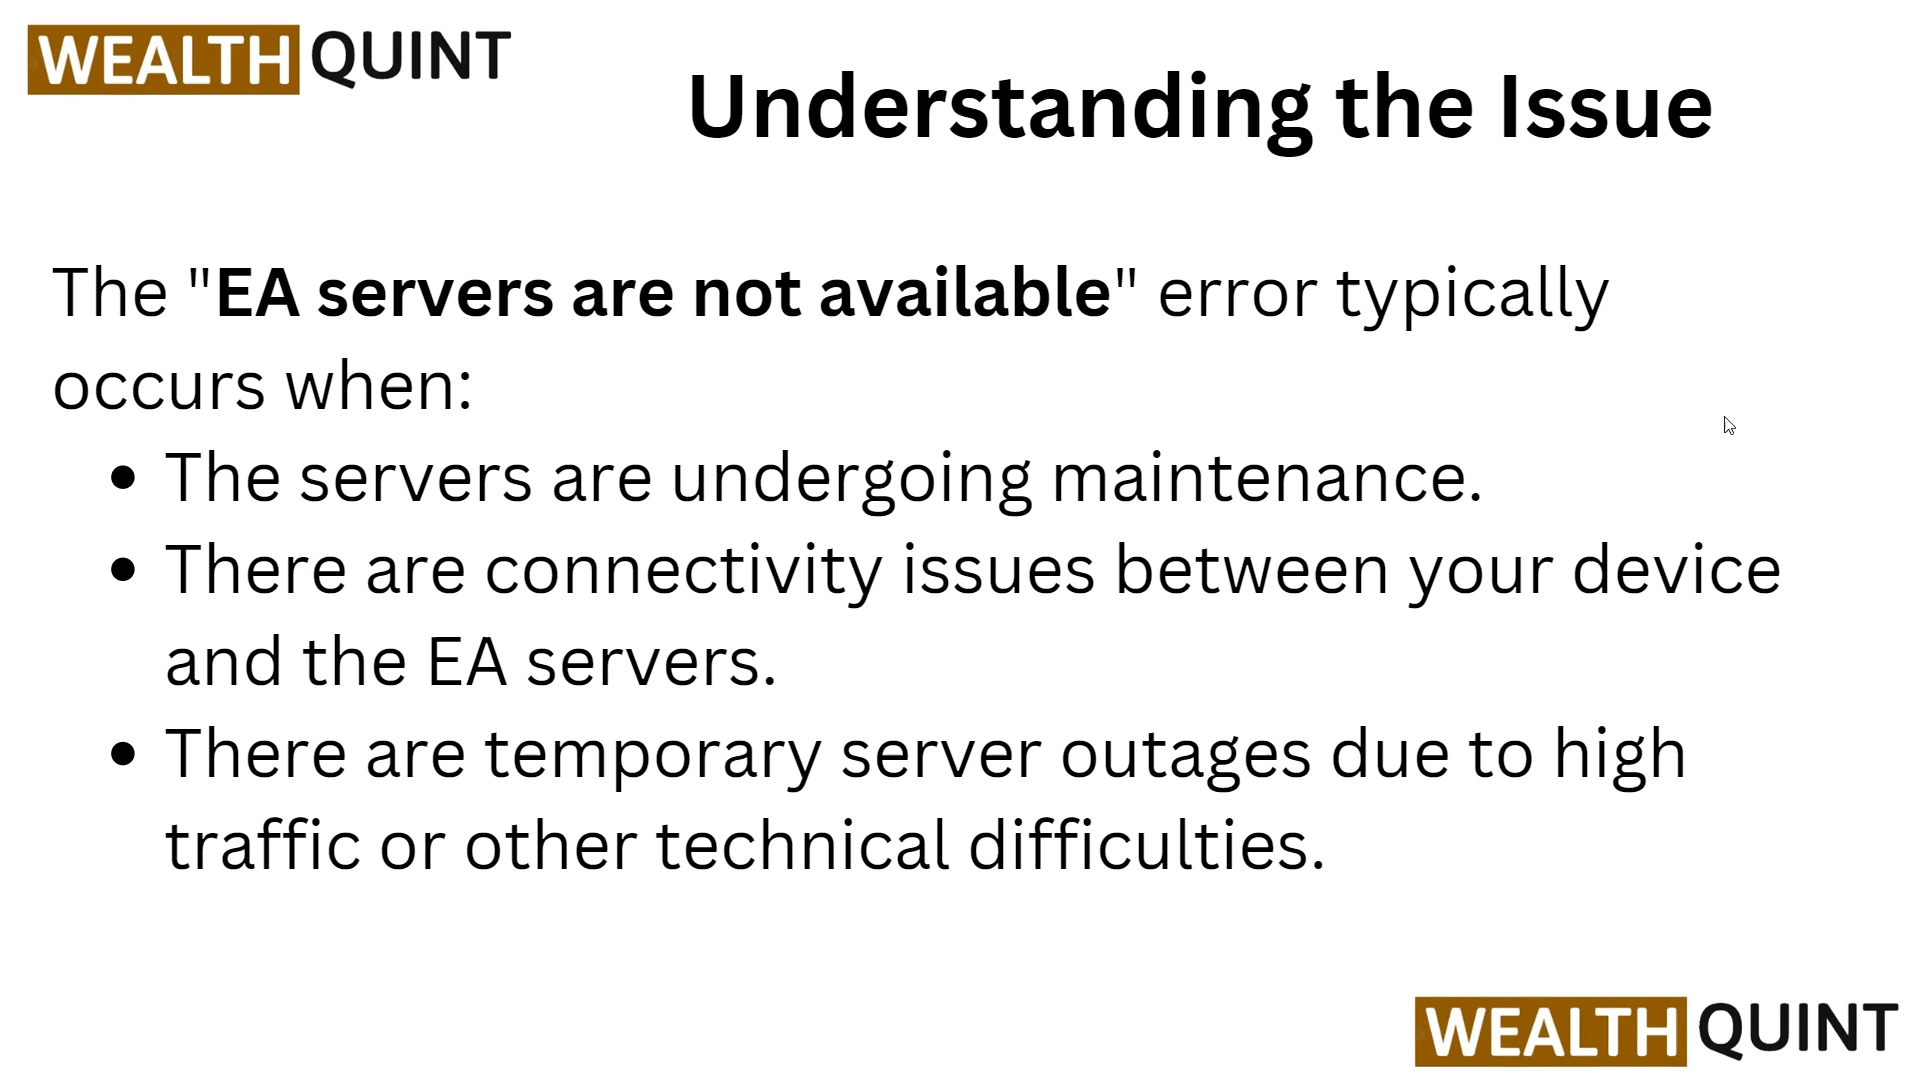 WEALTH QUINT
Understanding the Issue
The "EA servers are not available" error typically
occurs when:
• The servers are undergoing maintenance.
• There are connectivity issues between your device
and the EA servers.
• There are temporary server outages due to high
traffic or other technical difficulties.
WEALTH QUINT